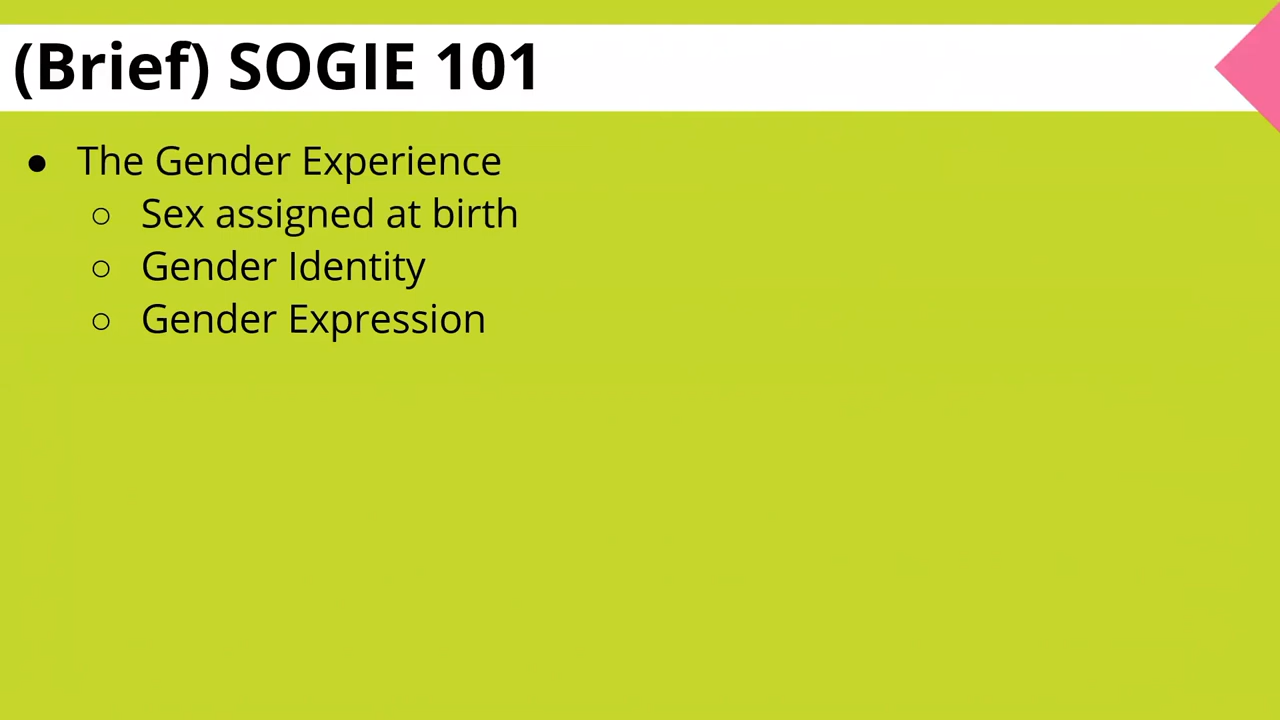 (Brief) SOGIE 101
● The Gender Experience
○ Sex assigned at birth
○ Gender Identity
○ Gender Expression